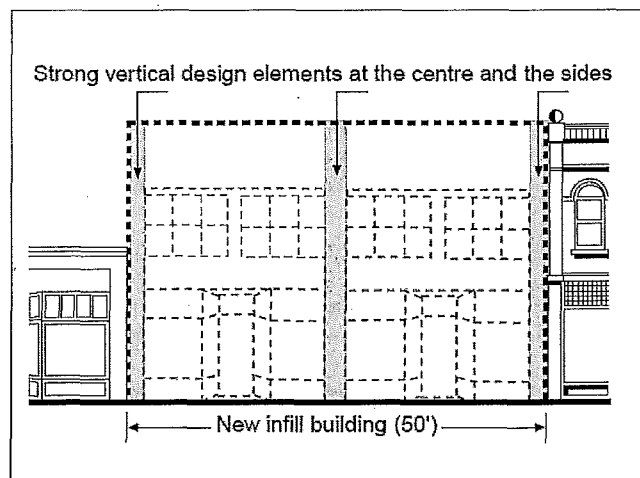 Strong vertical design elements at the centre and the sides
New infill building (50')